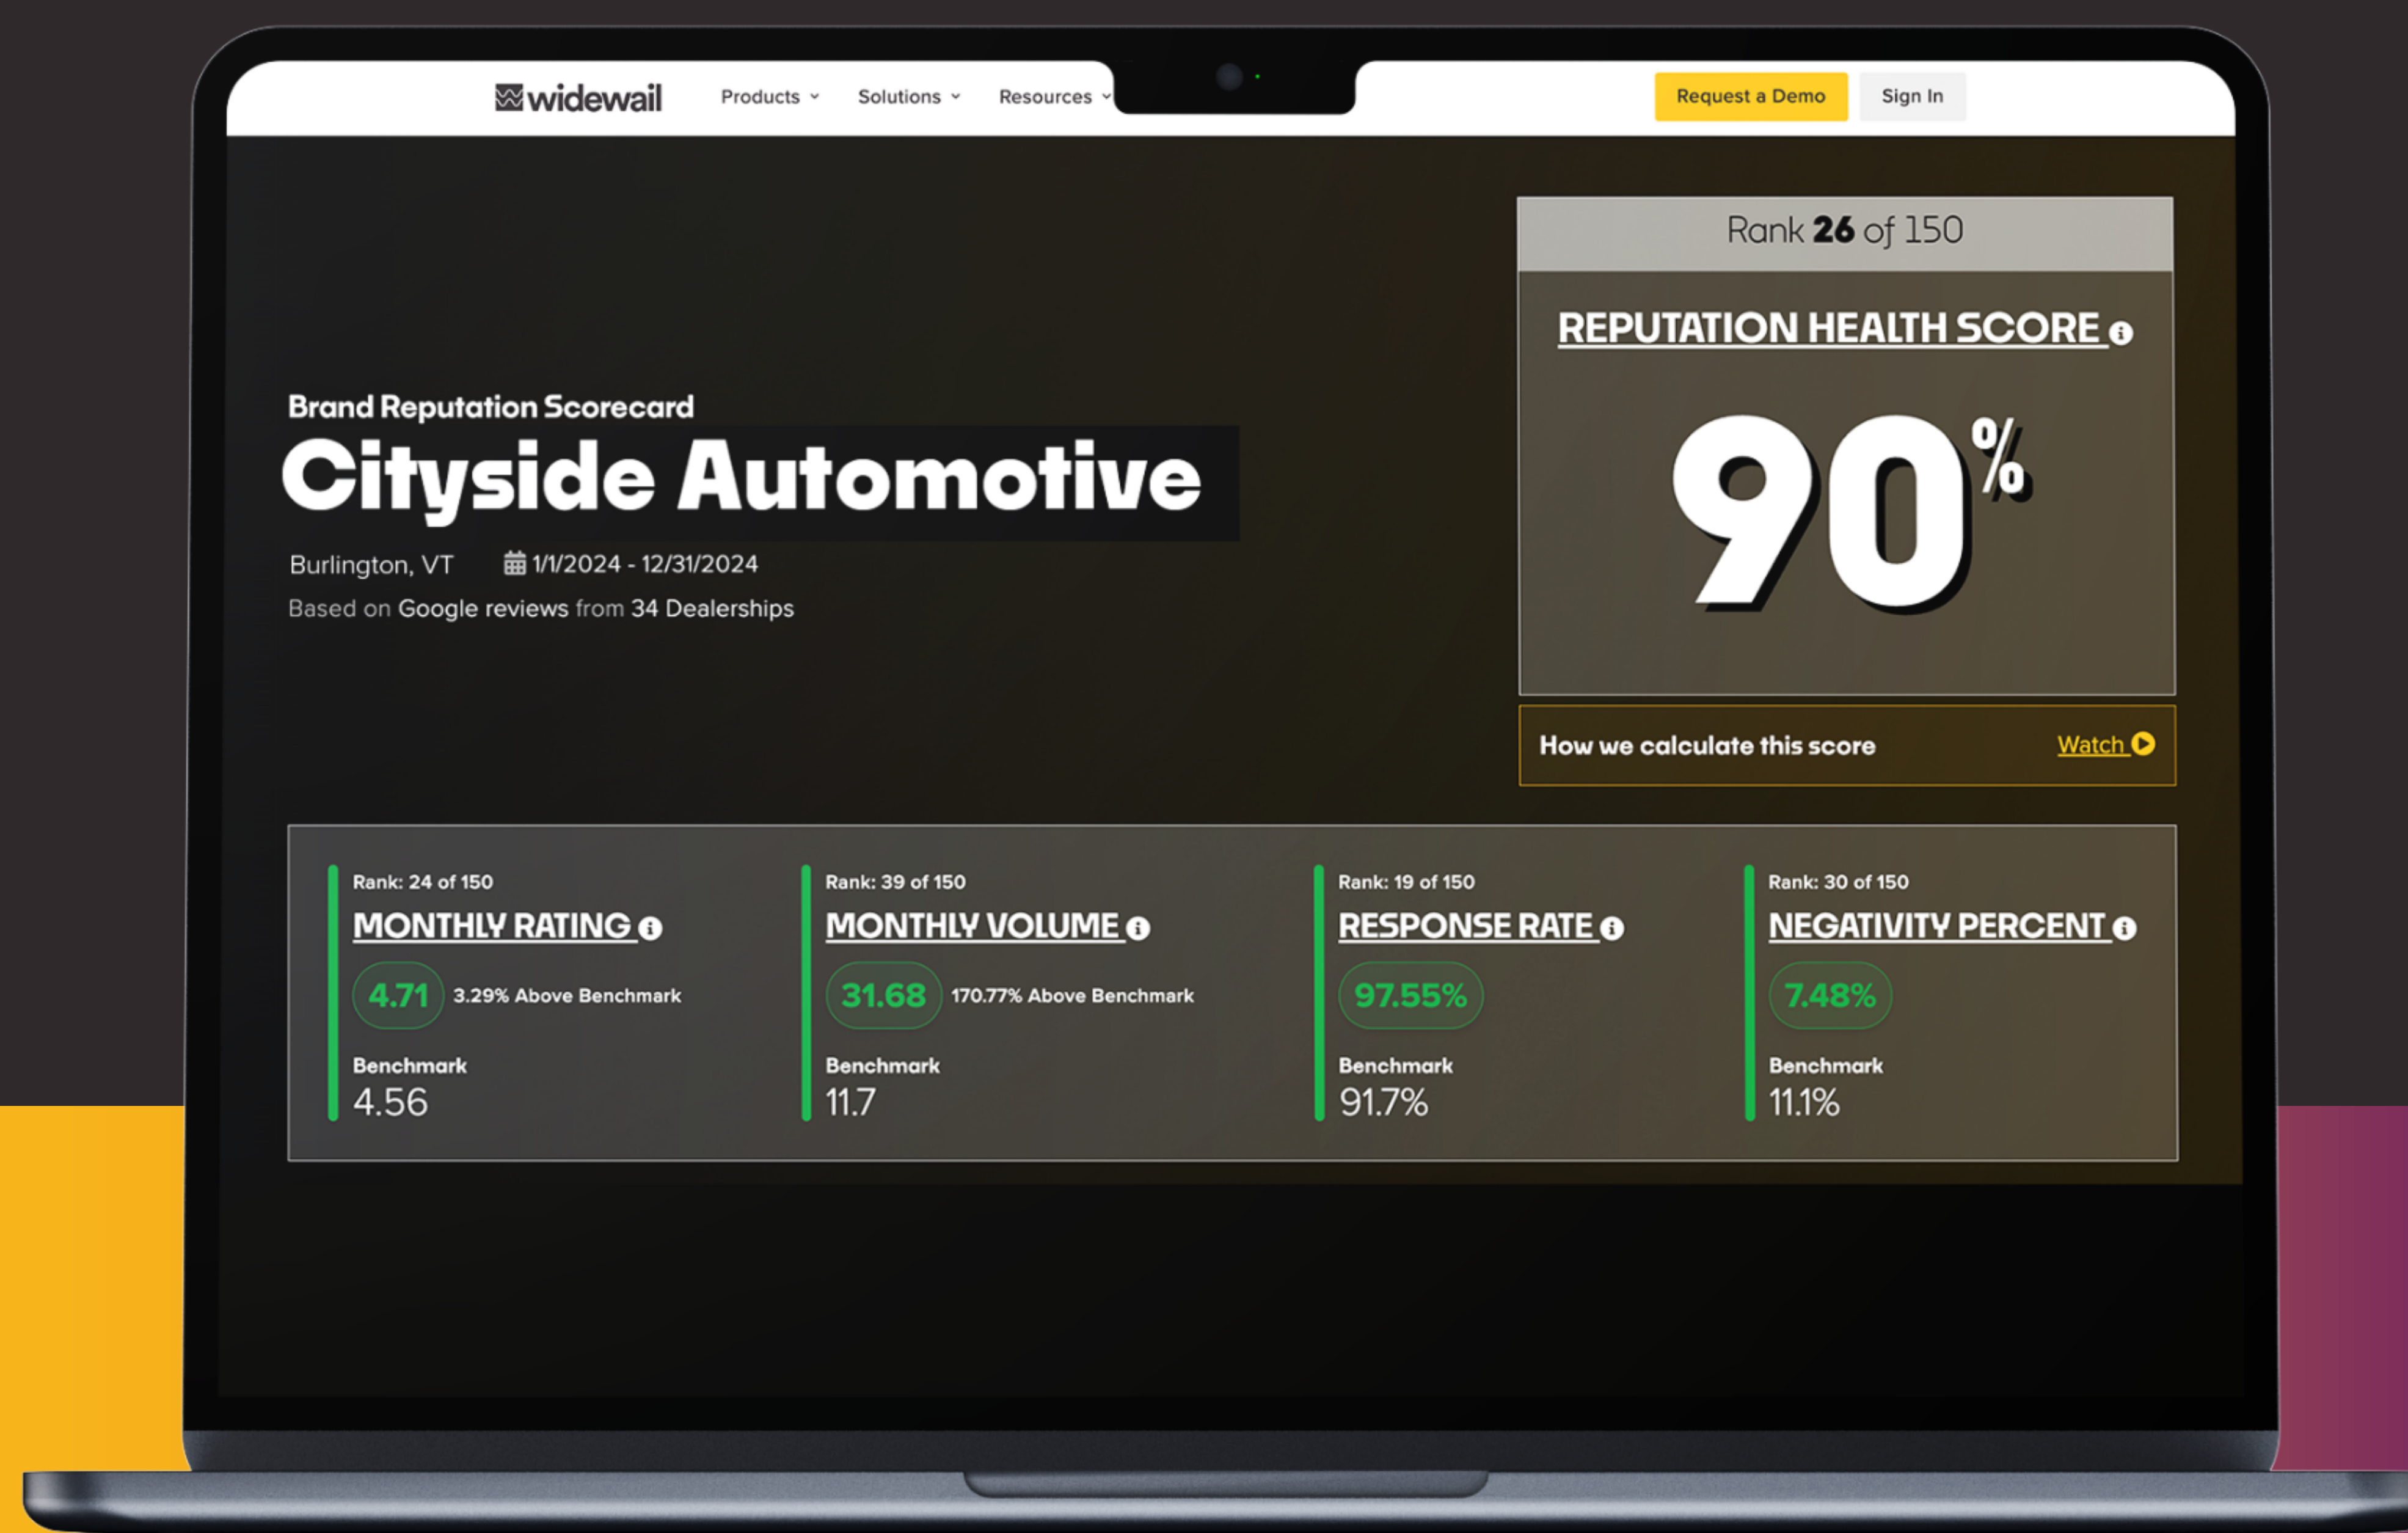 widewail Products Solutions Resources Request a Demo Sign In
Rank 26 of 150
REPUTATION HEALTH SCORE
90%
How we calculate this score Watch
Brand Reputation Scorecard
Cityside Automotive
Burlington, VT 1/1/2024 - 12/31/2024
Based on Google reviews from 34 Dealerships
Rank: 24 of 150
MONTHLY RATING
4.71 3.29% Above Benchmark
Benchmark
4.56
Rank: 39 of 150
MONTHLY VOLUME
31.68 170.77% Above Benchmark
Benchmark
11.7
Rank: 19 of 150
RESPONSE RATE
97.55%
Benchmark
91.7%
Rank: 30 of 150
NEGATIVITY PERCENT
7.48%
Benchmark
11.1%